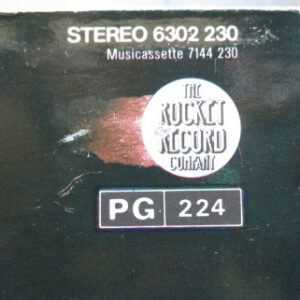 STEREO 6302 230
Musicassette 7144 230
THE
ROCKET
RECORD
COMPANY
PG 224